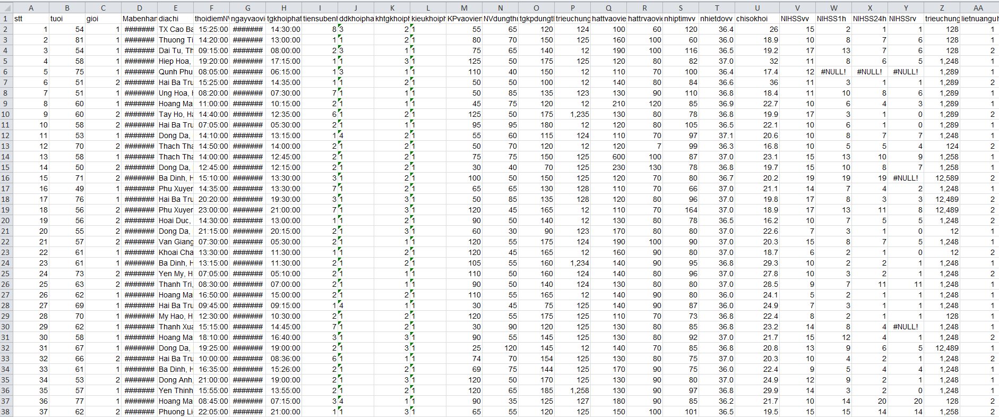 A B C D E F G H I J K L M N O P Q R S T U V W X Y Z AA
1 stt tuoi gioi Mabenhan diachi thoidiemNV ngayvaovi tgkhoiphat tiensubenh ddkhoipha khtgkhoiph kieukhoiph KPvaovien NVdungthu tgkpdungtl trieuchung hattvaovie hattrvaovie nhiptimvv nhietdovv chisokhoi NIHSSvv NIHSS1h NIHSS24h NIHSSrv trieuchung lietnuanguh
2 1 54 1 ####### TX Cao Ba 15:25:00 ####### 14:30:00 8 3 2 1 55 65 120 124 100 60 120 36.4 26 15 2 1 1 128 1
3 2 81 1 ####### Thuong Ti 14:20:00 ####### 13:00:00 1 1 2 1 80 70 150 125 160 100 60 36.0 18.9 10 8 7 6 128 1
4 3 54 1 ####### Dai Tu, Th 09:15:00 ####### 08:00:00 2 3 1 1 75 65 140 12 190 100 116 36.5 19.2 17 13 7 6 128 2
5 4 58 1 ####### Hiep Hoa, 19:20:00 ####### 17:15:00 1 1 3 1 125 50 175 125 120 80 82 37.0 32 11 8 6 5 1,248 1
6 5 75 1 ####### Qunh Phu 08:05:00 ####### 06:15:00 1 3 1 1 110 40 150 12 110 70 100 36.4 17.4 12 #NULL! #NULL! #NULL! 1,289 1
7 6 51 2 ####### Hai Ba Tru 15:25:00 ####### 14:35:00 1 1 2 1 50 50 100 12 140 80 84 36.6 36 11 3 1 1 1,289 2
8 7 51 1 ####### Ung Hoa, H 08:20:00 ####### 07:30:00 7 1 1 1 50 85 135 123 130 90 110 36.8 18.4 11 10 8 6 1,289 1
9 8 60 1 ####### Hoang Ma 11:00:00 ####### 10:15:00 2 1 1 1 45 75 120 12 210 120 85 36.9 22.7 10 6 4 3 1,289 1
10 9 60 2 ####### Tay Ho, Ha 14:40:00 ####### 12:35:00 6 1 2 1 125 50 175 1,235 130 80 78 36.8 19.9 17 3 1 0 1,289 2
11 10 58 2 ####### Hai Ba Tru 07:05:00 ####### 05:30:00 2 1 1 1 95 95 180 12 120 80 105 36.5 22.1 10 6 1 0 1,289 1
12 11 53 1 ####### Dong Da, 14:10:00 ####### 13:15:00 1 4 2 1 55 60 115 124 110 70 97 37.1 20.6 10 8 7 7 1,248 1
13 12 70 2 ####### Thach Tha 14:50:00 ####### 14:00:00 2 1 2 1 50 70 120 12 120 7 99 36.3 16.8 10 5 5 4 124 2
14 13 58 1 ####### Thach Tha 14:00:00 ####### 12:45:00 2 1 2 1 75 75 150 125 600 100 87 37.0 23.1 15 13 10 9 1,258 1
15 14 50 2 ####### Dong Da, 12:45:00 ####### 12:15:00 2 1 2 1 30 40 70 125 230 130 78 36.8 19.7 15 10 8 7 1,258 1
16 15 71 2 ####### Ba Dinh, H 15:10:00 ####### 13:30:00 3 1 2 1 100 50 150 125 120 70 80 36.7 20.2 19 19 19 #NULL! 12,589 2
17 16 49 1 ####### Phu Xuyen 14:35:00 ####### 13:30:00 7 1 2 1 65 65 130 128 110 70 66 37.0 21.1 14 7 4 2 1,248 1
18 17 76 1 ####### Hai Ba Tru 20:20:00 ####### 19:30:00 3 1 3 1 50 85 135 128 120 80 96 37.0 19.8 17 8 3 3 12,489 2
19 18 56 2 ####### Phu Xuyen 23:00:00 ####### 21:00:00 7 1 3 1 120 45 165 12 110 70 164 37.0 18.9 17 13 11 8 12,489 2
20 19 56 2 ####### Hoai Duc, 14:30:00 ####### 13:00:00 1 1 2 1 90 50 140 12 130 80 78 36.5 16.2 10 7 5 5 1,248 2
21 20 55 2 ####### Dong Da, 21:15:00 ####### 20:15:00 2 1 3 1 60 30 90 123 170 80 80 37.0 22.6 7 3 1 0 12 1
22 21 57 2 ####### Van Giang 07:30:00 ####### 05:30:00 2 1 1 1 120 55 175 124 190 100 90 37.0 20.3 15 8 7 5 1,248 1
23 22 61 1 ####### Khoai Cha 13:30:00 ####### 11:30:00 1 1 2 1 120 45 165 12 160 90 80 37.0 18.7 6 2 1 0 12 2
24 23 61 1 ####### Ba Dinh, H 13:15:00 ####### 11:30:00 2 1 2 1 105 55 160 1,234 140 90 95 36.8 29.3 10 2 2 1 1,248 1
25 24 73 2 ####### Yen My, H 07:05:00 ####### 05:10:00 2 1 1 1 110 50 160 124 140 80 96 36.8 27.8 10 3 2 1 1,248 2
26 25 63 2 ####### Thanh Tri, 08:30:00 ####### 07:00:00 2 1 1 1 90 50 140 124 130 80 80 37.0 28.5 9 7 11 11 1,248 1
27 26 62 1 ####### Hoang Ma 16:50:00 ####### 15:00:00 2 1 2 1 110 55 165 12 140 90 80 36.0 24.1 5 2 1 1 1,248 1
28 27 69 1 ####### Hai Ba Tru 09:45:00 ####### 09:15:00 1 4 1 1 30 45 75 125 140 90 87 36.0 24.9 7 3 1 1 1,248 1
29 28 70 1 ####### My Hao, H 12:30:00 ####### 10:30:00 2 1 2 1 120 55 175 125 110 70 73 36.8 22.4 8 2 1 1 128 1
30 29 62 1 ####### Thanh Xua 15:15:00 ####### 14:45:00 7 1 2 1 30 90 120 125 130 80 85 36.8 23.2 14 8 4 #NULL! 1,248 1
31 30 58 1 ####### Hoang Ma 18:10:00 ####### 16:40:00 3 1 3 1 90 55 145 125 130 80 92 37.0 21.7 15 12 4 1 1,248 2
32 31 67 1 ####### Dong Da, 19:25:00 ####### 19:00:00 2 1 3 1 25 120 145 12 140 70 85 36.8 20.8 13 9 6 5 12,489 1
33 32 66 2 ####### Hai Ba Tru 10:00:00 ####### 08:36:00 6 1 1 1 74 70 154 125 130 80 75 37.0 20.3 10 4 2 1 1,248 2
34 33 61 1 ####### Ba Dinh, H 16:35:00 ####### 15:26:00 2 1 2 1 69 75 144 125 170 90 75 36.0 22.4 9 5 4 4 1,248 1
35 34 53 2 ####### Dong Anh, 21:00:00 ####### 19:00:00 2 1 3 1 120 50 170 125 130 90 80 37.0 24.9 12 9 2 1 1,248 1
36 35 57 1 ####### Yen Thinh 15:55:00 ####### 13:55:00 2 1 2 1 120 65 185 1,258 130 90 97 36.8 29.9 14 3 2 0 1,248 1
37 36 77 1 ####### Hoang Ma 08:45:00 ####### 07:15:00 3 4 1 1 90 35 125 127 180 90 85 36.2 21.7 10 14 20 20 128 2
38 37 62 2 ####### Phuong Li 22:05:00 ####### 21:00:00 1 1 3 1 65 55 120 125 150 100 101 36.5 19.5 15 15 14 14 1,258 2